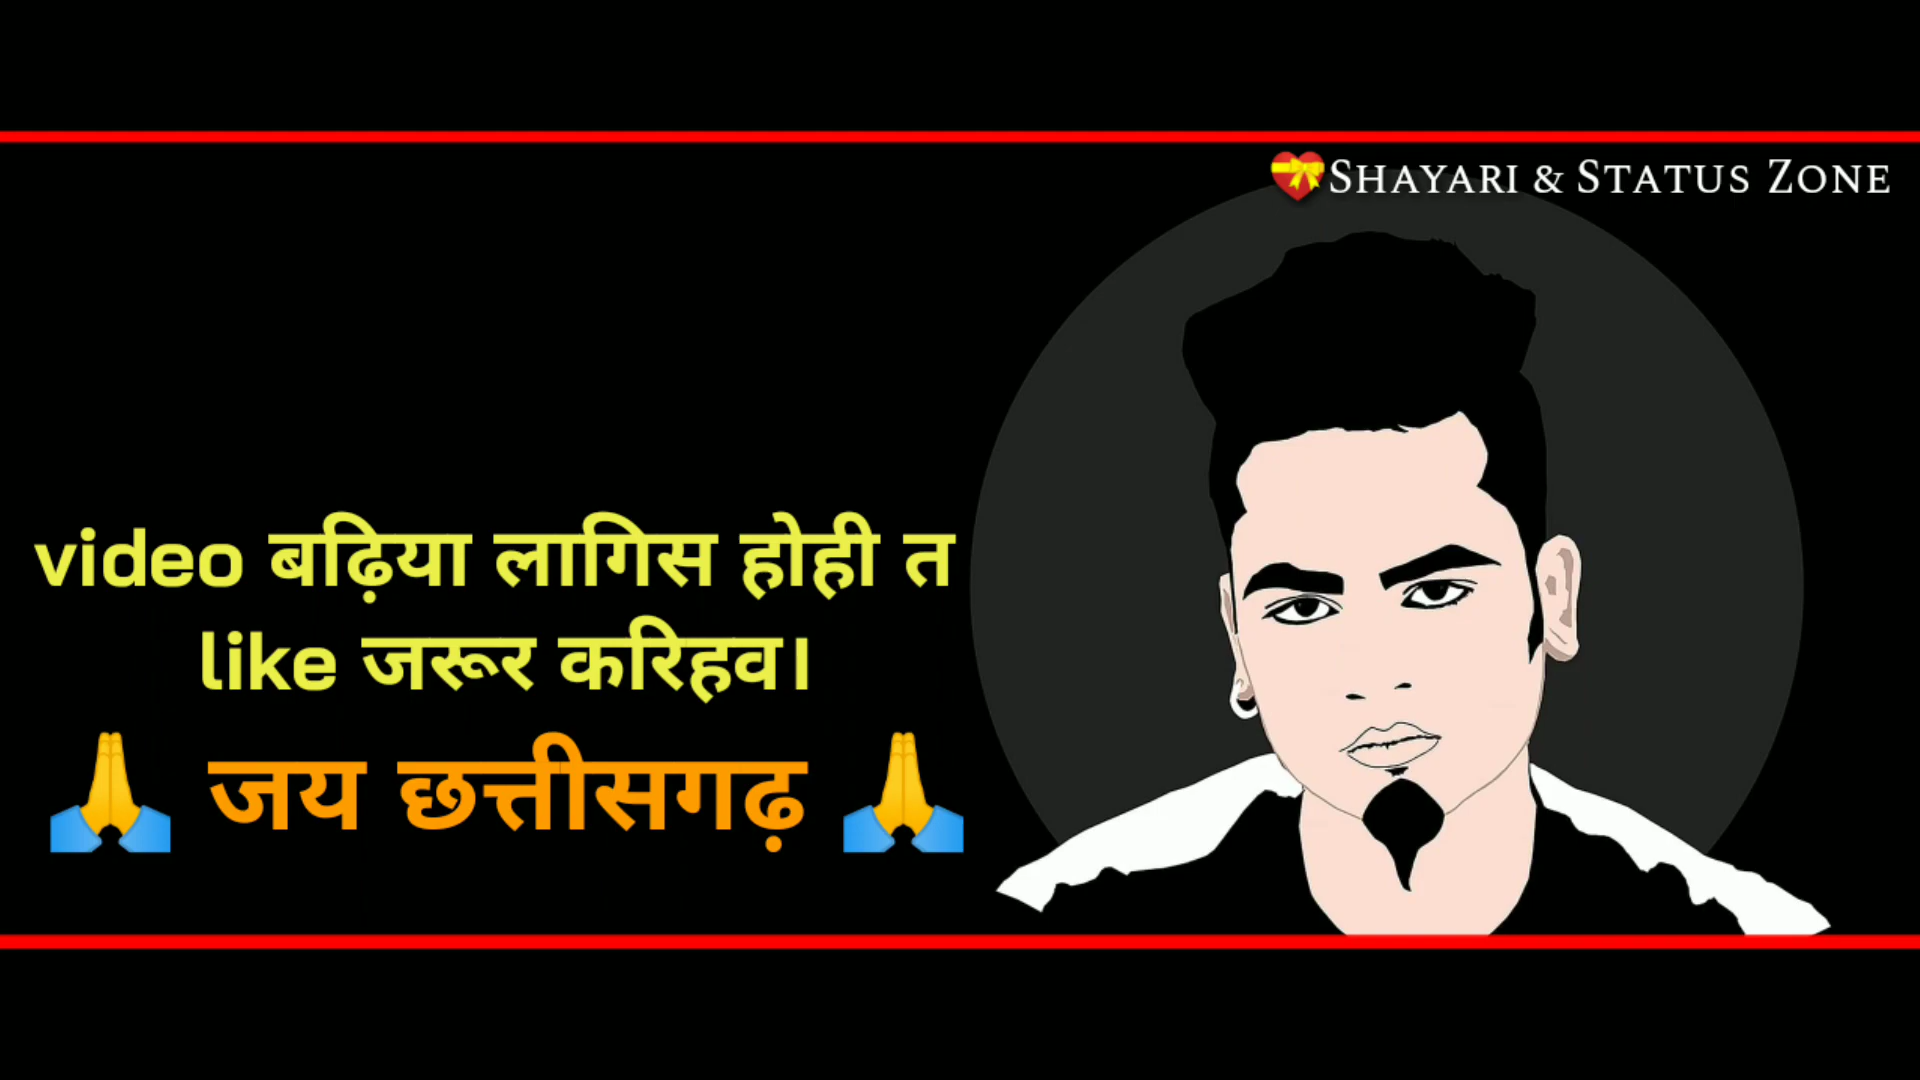 💝SHAYARI & STATUS ZONE
video बढ़िया लागिस होही त
like जरूर करिहव।
🙏 जय छत्तीसगढ़ 🙏